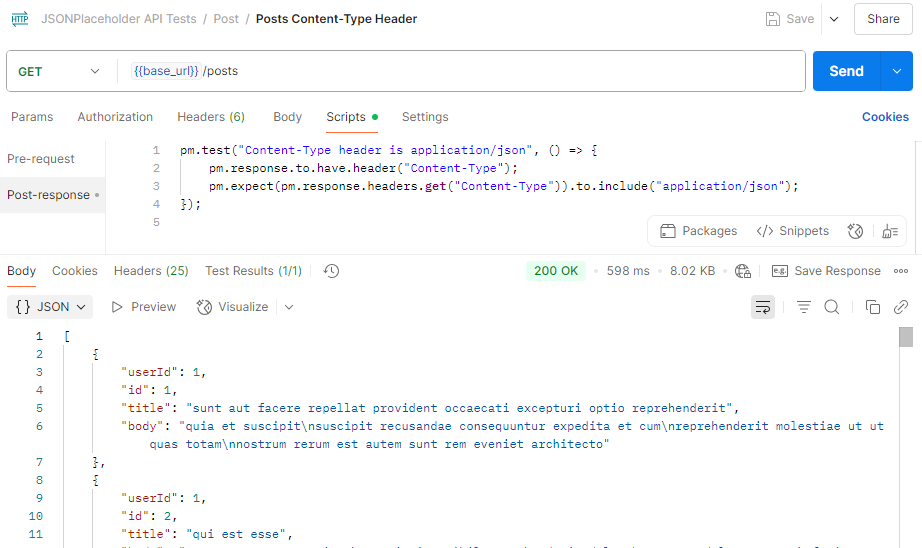 HTTP JSONPlaceholder API Tests / Post / Posts Content-Type Header Save Share
GET {{base_url}} /posts Send
Params Authorization Headers (6) Body Scripts Settings Cookies
Pre-request
Post-response
1 pm.test("Content-Type header is application/json", () => {
2 pm.response.to.have.header("Content-Type");
3 pm.expect(pm.response.headers.get("Content-Type")).to.include("application/json");
4 });
5
Packages </> Snippets
Body Cookies Headers (25) Test Results (1/1) 200 OK 598 ms 8.02 KB e.g. Save Response
{} JSON Preview Visualize
1 [
2 {
3 "userId": 1,
4 "id": 1,
5 "title": "sunt aut facere repellat provident occaecati excepturi optio reprehenderit",
6 "body": "quia et suscipit\nsuscipit recusandae consequuntur expedita et cum\nreprehenderit molestiae ut ut
quas totam\nnostrum rerum est autem sunt rem eveniet architecto"
7 },
8 {
9 "userId": 1,
10 "id": 2,
11 "title": "qui est esse",